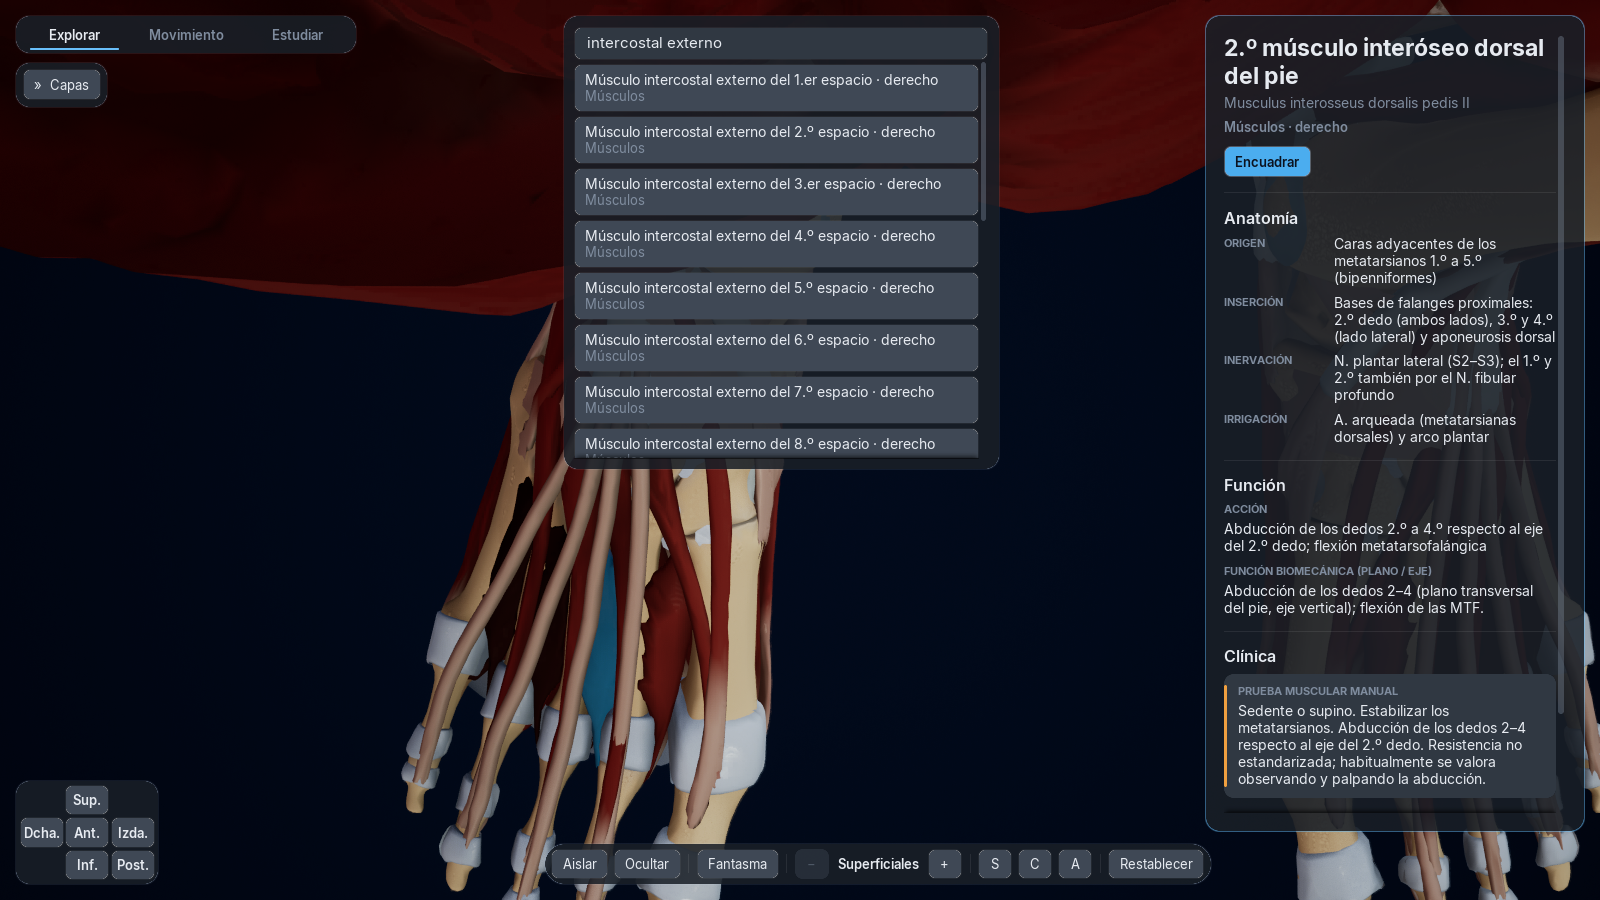 Explorar
Movimiento
Estudiar
» Capas
intercostal externo
Músculo intercostal externo del 1.er espacio · derecho
Músculos
Músculo intercostal externo del 2.º espacio · derecho
Músculos
Músculo intercostal externo del 3.er espacio · derecho
Músculos
Músculo intercostal externo del 4.º espacio · derecho
Músculos
Músculo intercostal externo del 5.º espacio · derecho
Músculos
Músculo intercostal externo del 6.º espacio · derecho
Músculos
Músculo intercostal externo del 7.º espacio · derecho
Músculos
Músculo intercostal externo del 8.º espacio · derecho
2.º músculo interóseo dorsal
del pie
Musculus interosseus dorsalis pedis II
Músculos · derecho
Encuadrar
Anatomía
ORIGEN
Caras adyacentes de los
metatarsianos 1.º a 5.º
(bipenniformes)
INSERCIÓN
Bases de falanges proximales:
2.º dedo (ambos lados), 3.º y 4.º
(lado lateral) y aponeurosis dorsal
INERVACIÓN
N. plantar lateral (S2–S3); el 1.º y
2.º también por el N. fibular
profundo
IRRIGACIÓN
A. arqueada (metatarsianas
dorsales) y arco plantar
Función
ACCIÓN
Abducción de los dedos 2.º a 4.º respecto al eje
del 2.º dedo; flexión metatarsofalángica
FUNCIÓN BIOMECÁNICA (PLANO / EJE)
Abducción de los dedos 2–4 (plano transversal
del pie, eje vertical); flexión de las MTF.
Clínica
PRUEBA MUSCULAR MANUAL
Sedente o supino. Estabilizar los
metatarsianos. Abducción de los dedos 2–4
respecto al eje del 2.º dedo. Resistencia no
estandarizada; habitualmente se valora
observando y palpando la abducción.
Sup.
Dcha.
Ant.
Izda.
Inf.
Post.
Aislar
Ocultar
Fantasma
−
Superficiales
+
S
C
A
Restablecer